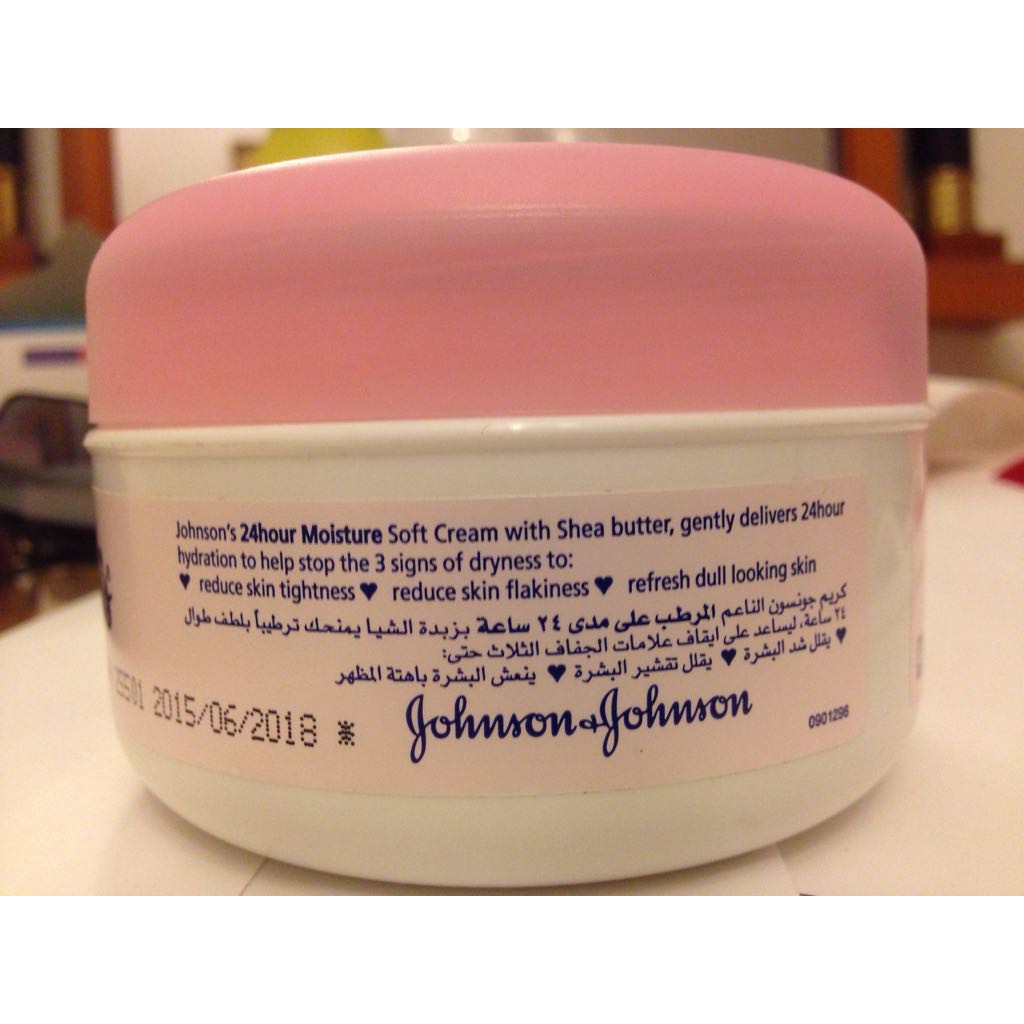 Johnson's 24hour Moisture Soft Cream with Shea butter, gently delivers 24hour
hydration to help stop the 3 signs of dryness to:
♥ reduce skin tightness ♥ reduce skin flakiness ♥ refresh dull looking skin
كريم جونسون الناعم المرطب على مدى ٢٤ ساعة بزبدة الشيا يمنحك ترطيباً بلطف طوال
٢٤ ساعة، ليساعد على ايقاف علامات الجفاف الثلاث حتى:
♥ يقلل شد البشرة ♥ يقلل تقشير البشرة ♥ ينعش البشرة باهتة المظهر
Johnson & Johnson
2015/06/2018
0901296